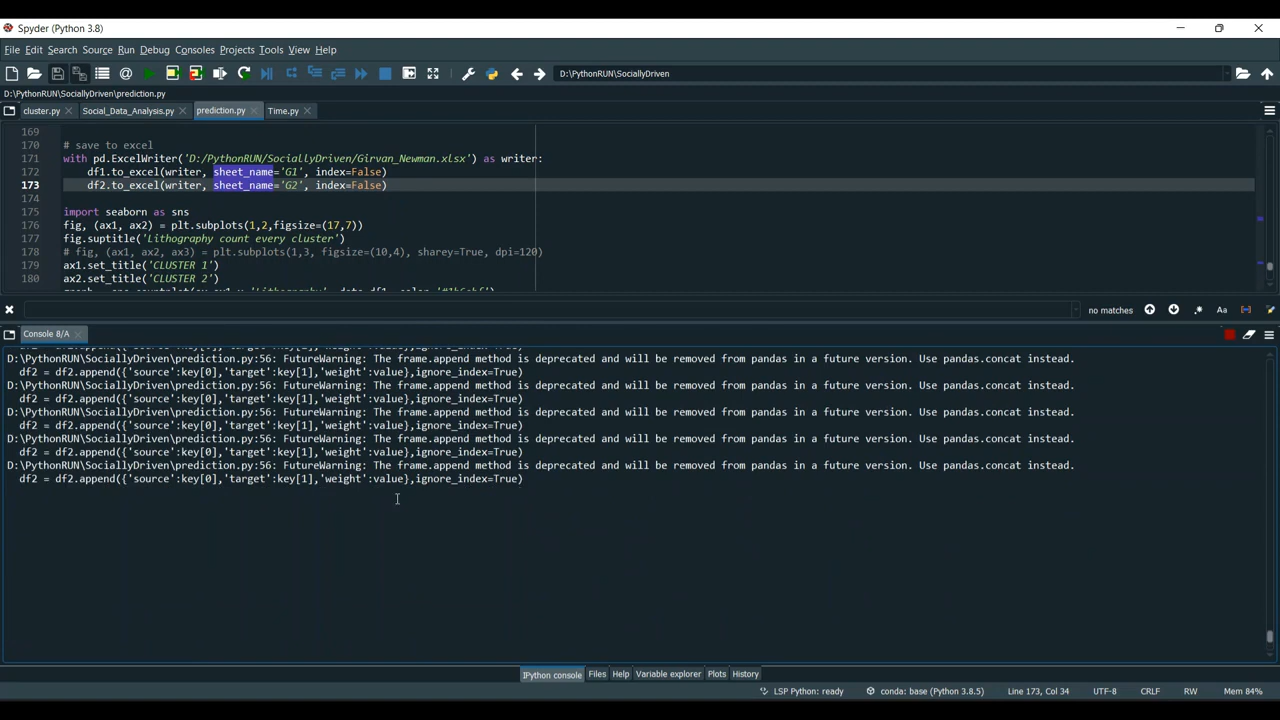 Spyder (Python 3.8)
File Edit Search Source Run Debug Consoles Projects Tools View Help
D:\PythonRUN\SociallyDriven
D:\PythonRUN\SociallyDriven\prediction.py
cluster.py Social_Data_Analysis.py prediction.py Time.py
169
170 # save to excel
171 with pd.ExcelWriter('D:/PythonRUN/SociallyDriven/Girvan_Newman.xlsx') as writer:
172 df1.to_excel(writer, sheet_name='G1', index=False)
173 df2.to_excel(writer, sheet_name='G2', index=False)
174
175 import seaborn as sns
176 fig, (ax1, ax2) = plt.subplots(1,2,figsize=(17,7))
177 fig.suptitle('Lithography count every cluster')
178 # fig, (ax1, ax2, ax3) = plt.subplots(1,3, figsize=(10,4), sharey=True, dpi=120)
179 ax1.set_title('CLUSTER 1')
180 ax2.set_title('CLUSTER 2')
no matches Aa
Console 8/A
D:\PythonRUN\SociallyDriven\prediction.py:56: FutureWarning: The frame.append method is deprecated and will be removed from pandas in a future version. Use pandas.concat instead.
df2 = df2.append({'source':key[0],'target':key[1],'weight':value},ignore_index=True)
D:\PythonRUN\SociallyDriven\prediction.py:56: FutureWarning: The frame.append method is deprecated and will be removed from pandas in a future version. Use pandas.concat instead.
df2 = df2.append({'source':key[0],'target':key[1],'weight':value},ignore_index=True)
D:\PythonRUN\SociallyDriven\prediction.py:56: FutureWarning: The frame.append method is deprecated and will be removed from pandas in a future version. Use pandas.concat instead.
df2 = df2.append({'source':key[0],'target':key[1],'weight':value},ignore_index=True)
D:\PythonRUN\SociallyDriven\prediction.py:56: FutureWarning: The frame.append method is deprecated and will be removed from pandas in a future version. Use pandas.concat instead.
df2 = df2.append({'source':key[0],'target':key[1],'weight':value},ignore_index=True)
D:\PythonRUN\SociallyDriven\prediction.py:56: FutureWarning: The frame.append method is deprecated and will be removed from pandas in a future version. Use pandas.concat instead.
df2 = df2.append({'source':key[0],'target':key[1],'weight':value},ignore_index=True)
IPython console Files Help Variable explorer Plots History
LSP Python: ready conda: base (Python 3.8.5) Line 173, Col 34 UTF-8 CRLF RW Mem 84%